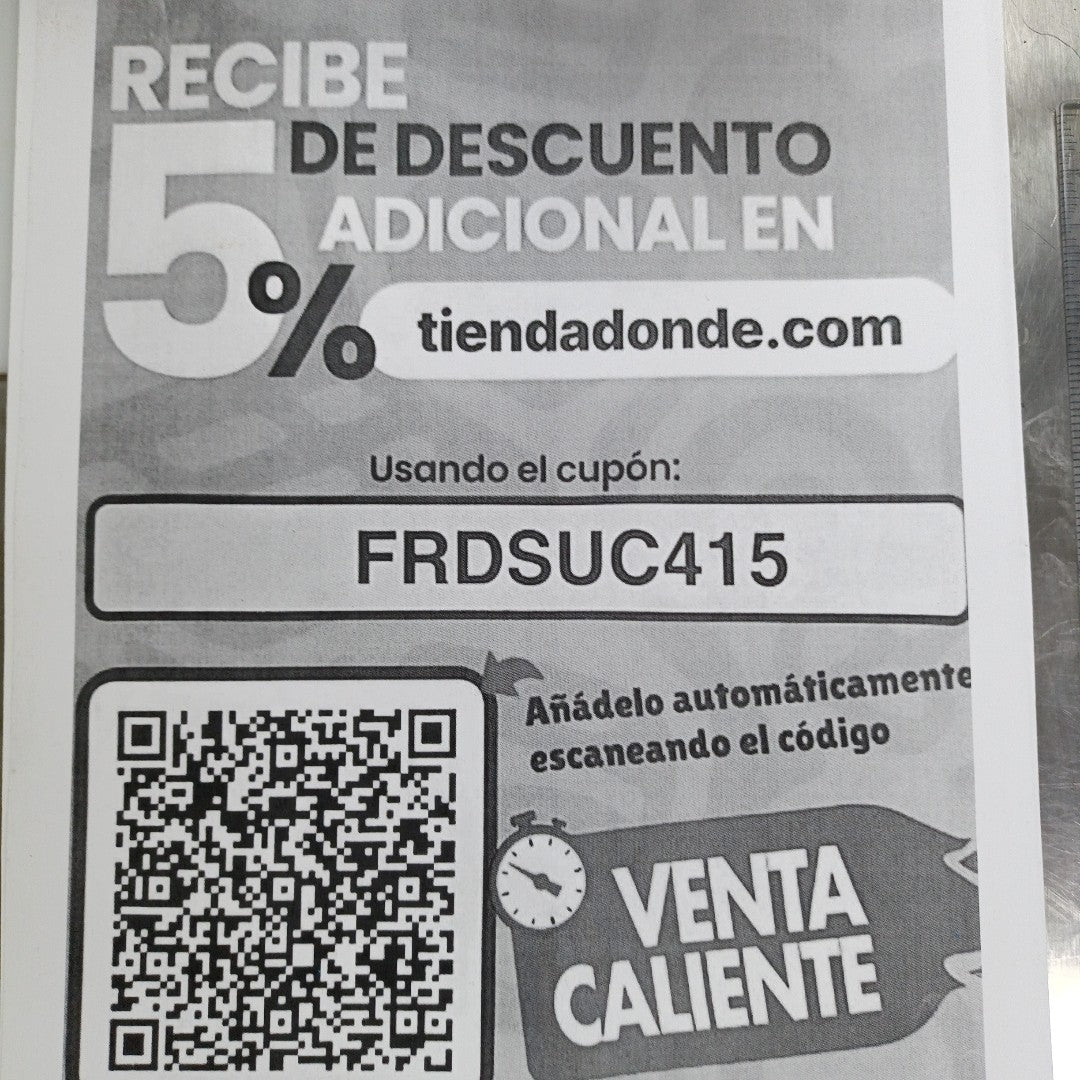 RECIBE
5% DE DESCUENTO
ADICIONAL EN
tiendadonde.com
Usando el cupón:
FRDSUC415
Añádelo automáticamente
escaneando el código
VENTA
CALIENTE